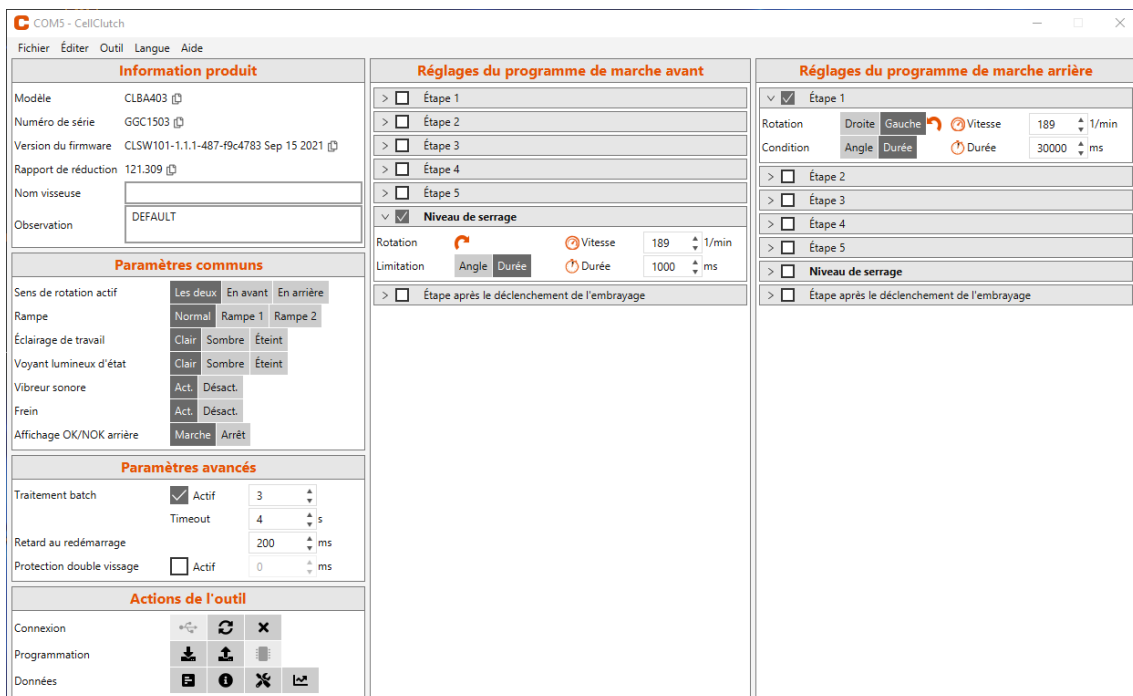 COM5 - CellClutch
Fichier Éditer Outil Langue Aide
Information produit
Modèle CLBA403
Numéro de série GGC1503
Version du firmware CLSW101-1.1.1-487-f9c4783 Sep 15 2021
Rapport de réduction 121.309
Nom visseuse
Observation DEFAULT
Paramètres communs
Sens de rotation actif Les deux En avant En arrière
Rampe Normal Rampe 1 Rampe 2
Éclairage de travail Clair Sombre Éteint
Voyant lumineux d'état Clair Sombre Éteint
Vibreur sonore Act. Désact.
Frein Act. Désact.
Affichage OK/NOK arrière Marche Arrêt
Paramètres avancés
Traitement batch Actif 3
Timeout 4 s
Retard au redémarrage 200 ms
Protection double vissage Actif 0 ms
Actions de l'outil
Connexion
Programmation
Données
Réglages du programme de marche avant
Étape 1
Étape 2
Étape 3
Étape 4
Étape 5
Niveau de serrage
Rotation Vitesse 189 1/min
Limitation Angle Durée Durée 1000 ms
Étape après le déclenchement de l'embrayage
Réglages du programme de marche arrière
Étape 1
Rotation Droite Gauche Vitesse 189 1/min
Condition Angle Durée Durée 30000 ms
Étape 2
Étape 3
Étape 4
Étape 5
Niveau de serrage
Étape après le déclenchement de l'embrayage